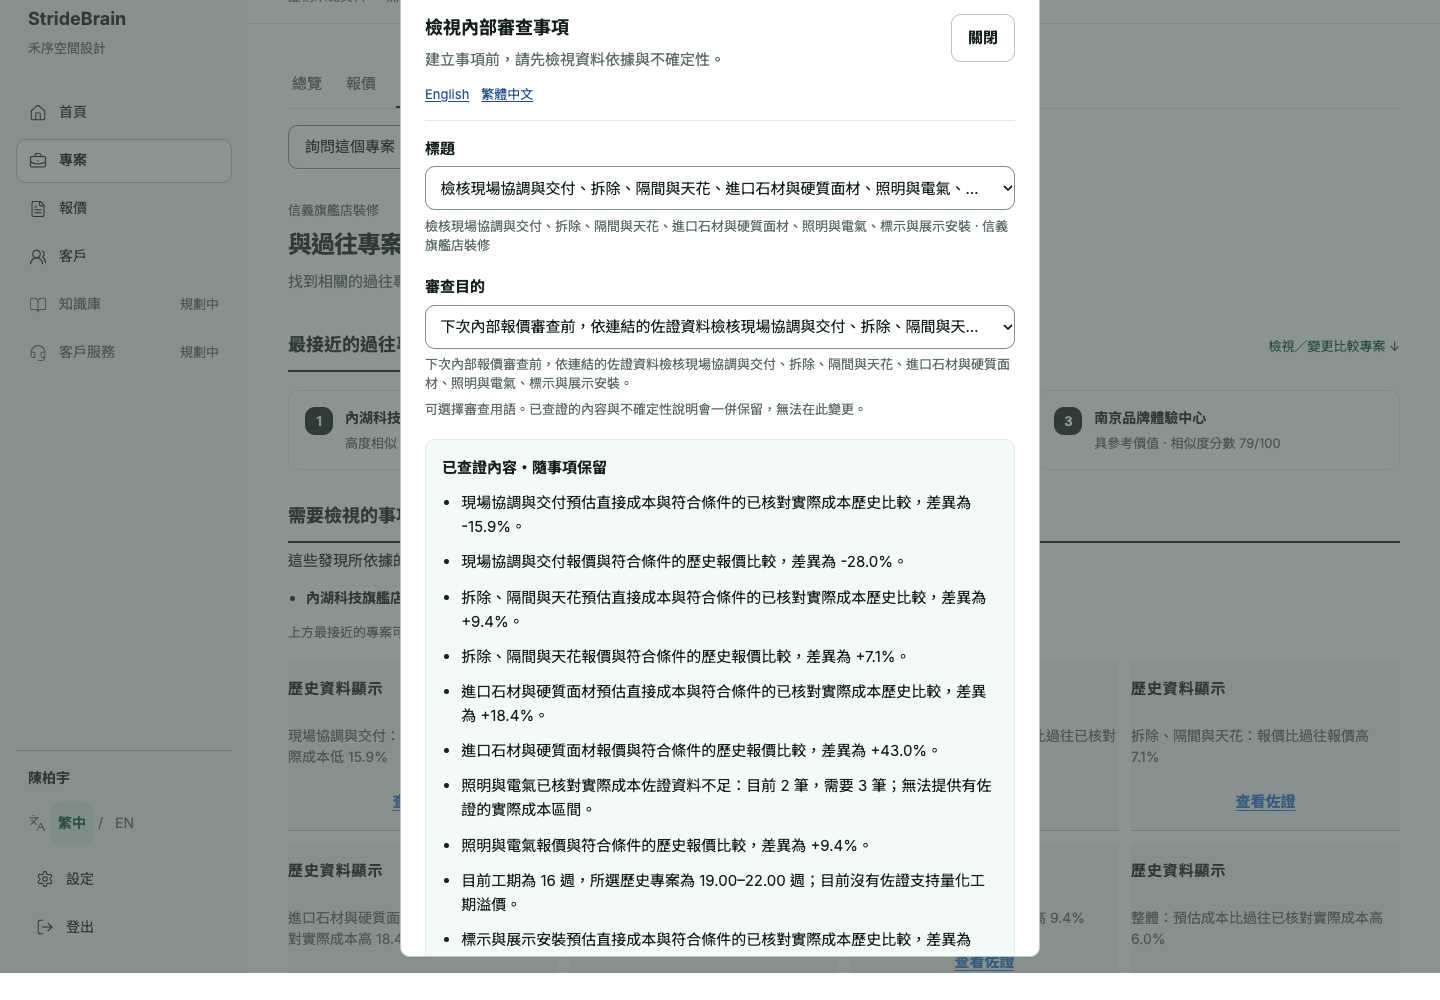 StrideBrain
禾序空間設計
首頁
專案
報價
客戶
知識庫 規劃中
客戶服務 規劃中
陳柏宇
繁中 / EN
設定
登出
總覽 報價
詢問這個專案
信義旗艦店裝修
與過往專案
找到相關的過往
最接近的過往
檢視／變更比較專案 ↓
1 內湖科技
高度相似
3 南京品牌體驗中心
具參考價值 · 相似度分數 79/100
需要檢視的事
這些發現所依據的
• 內湖科技旗艦店
上方最接近的專案可
歷史資料顯示
現場協調與交付：
際成本低 15.9%
比過往已核對
歷史資料顯示
拆除、隔間與天花：報價比過往報價高
7.1%
查看佐證
歷史資料顯示
進口石材與硬質面
對實際成本高 18.4
高 9.4%
查看佐證
歷史資料顯示
整體：預估成本比過往已核對實際成本高
6.0%
檢視內部審查事項
關閉
建立事項前，請先檢視資料依據與不確定性。
English 繁體中文
標題
檢核現場協調與交付、拆除、隔間與天花、進口石材與硬質面材、照明與電氣、...
檢核現場協調與交付、拆除、隔間與天花、進口石材與硬質面材、照明與電氣、標示與展示安裝 · 信義
旗艦店裝修
審查目的
下次內部報價審查前，依連結的佐證資料檢核現場協調與交付、拆除、隔間與天...
下次內部報價審查前，依連結的佐證資料檢核現場協調與交付、拆除、隔間與天花、進口石材與硬質面
材、照明與電氣、標示與展示安裝。
可選擇審查用語。已查證的內容與不確定性說明會一併保留，無法在此變更。
已查證內容・隨事項保留
• 現場協調與交付預估直接成本與符合條件的已核對實際成本歷史比較，差異為
-15.9%。
• 現場協調與交付報價與符合條件的歷史報價比較，差異為 -28.0%。
• 拆除、隔間與天花預估直接成本與符合條件的已核對實際成本歷史比較，差異為
+9.4%。
• 拆除、隔間與天花報價與符合條件的歷史報價比較，差異為 +7.1%。
• 進口石材與硬質面材預估直接成本與符合條件的已核對實際成本歷史比較，差異
為 +18.4%。
• 進口石材與硬質面材報價與符合條件的歷史報價比較，差異為 +43.0%。
• 照明與電氣已核對實際成本佐證資料不足：目前 2 筆，需要 3 筆；無法提供有佐
證的實際成本區間。
• 照明與電氣報價與符合條件的歷史報價比較，差異為 +9.4%。
• 目前工期為 16 週，所選歷史專案為 19.00–22.00 週；目前沒有佐證支持量化工
期溢價。
• 標示與展示安裝預估直接成本與符合條件的已核對實際成本歷史比較，差異為